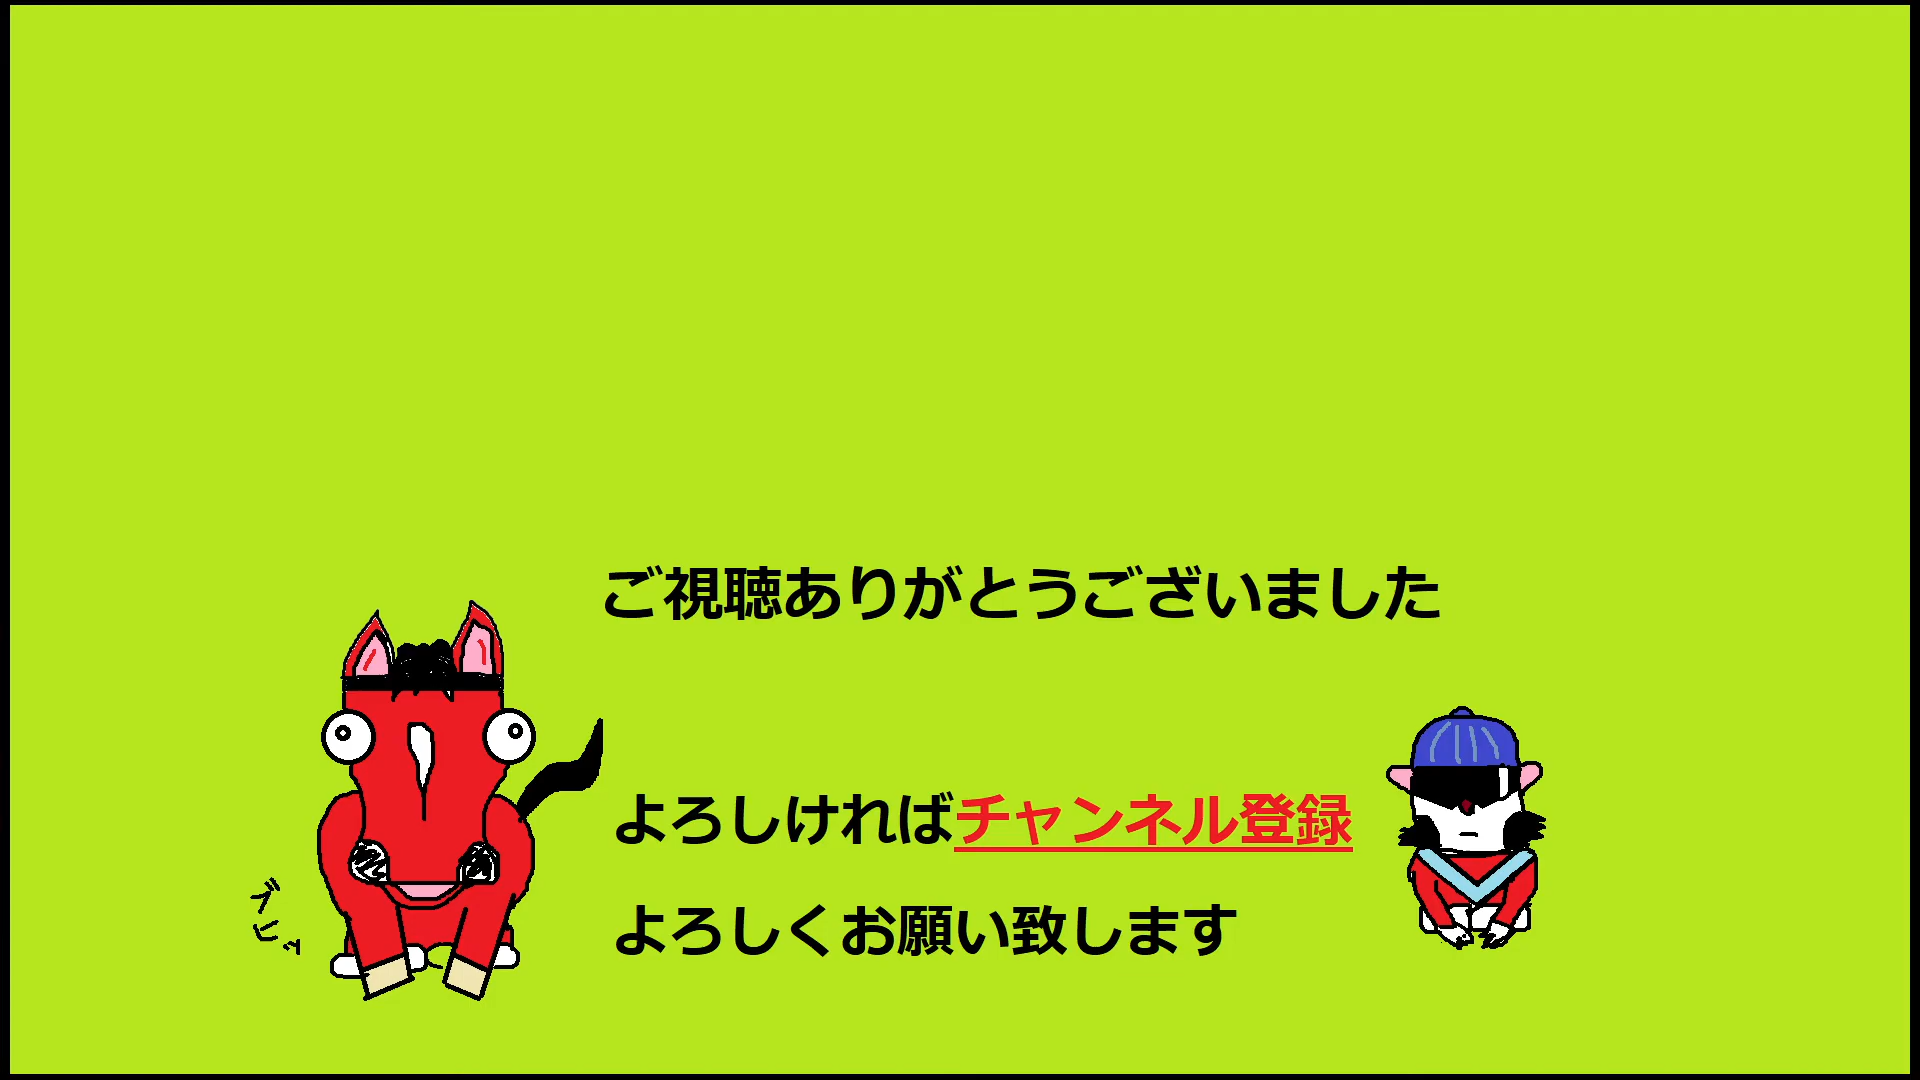 ご視聴ありがとうございました
よろしければチャンネル登録
よろしくお願い致します